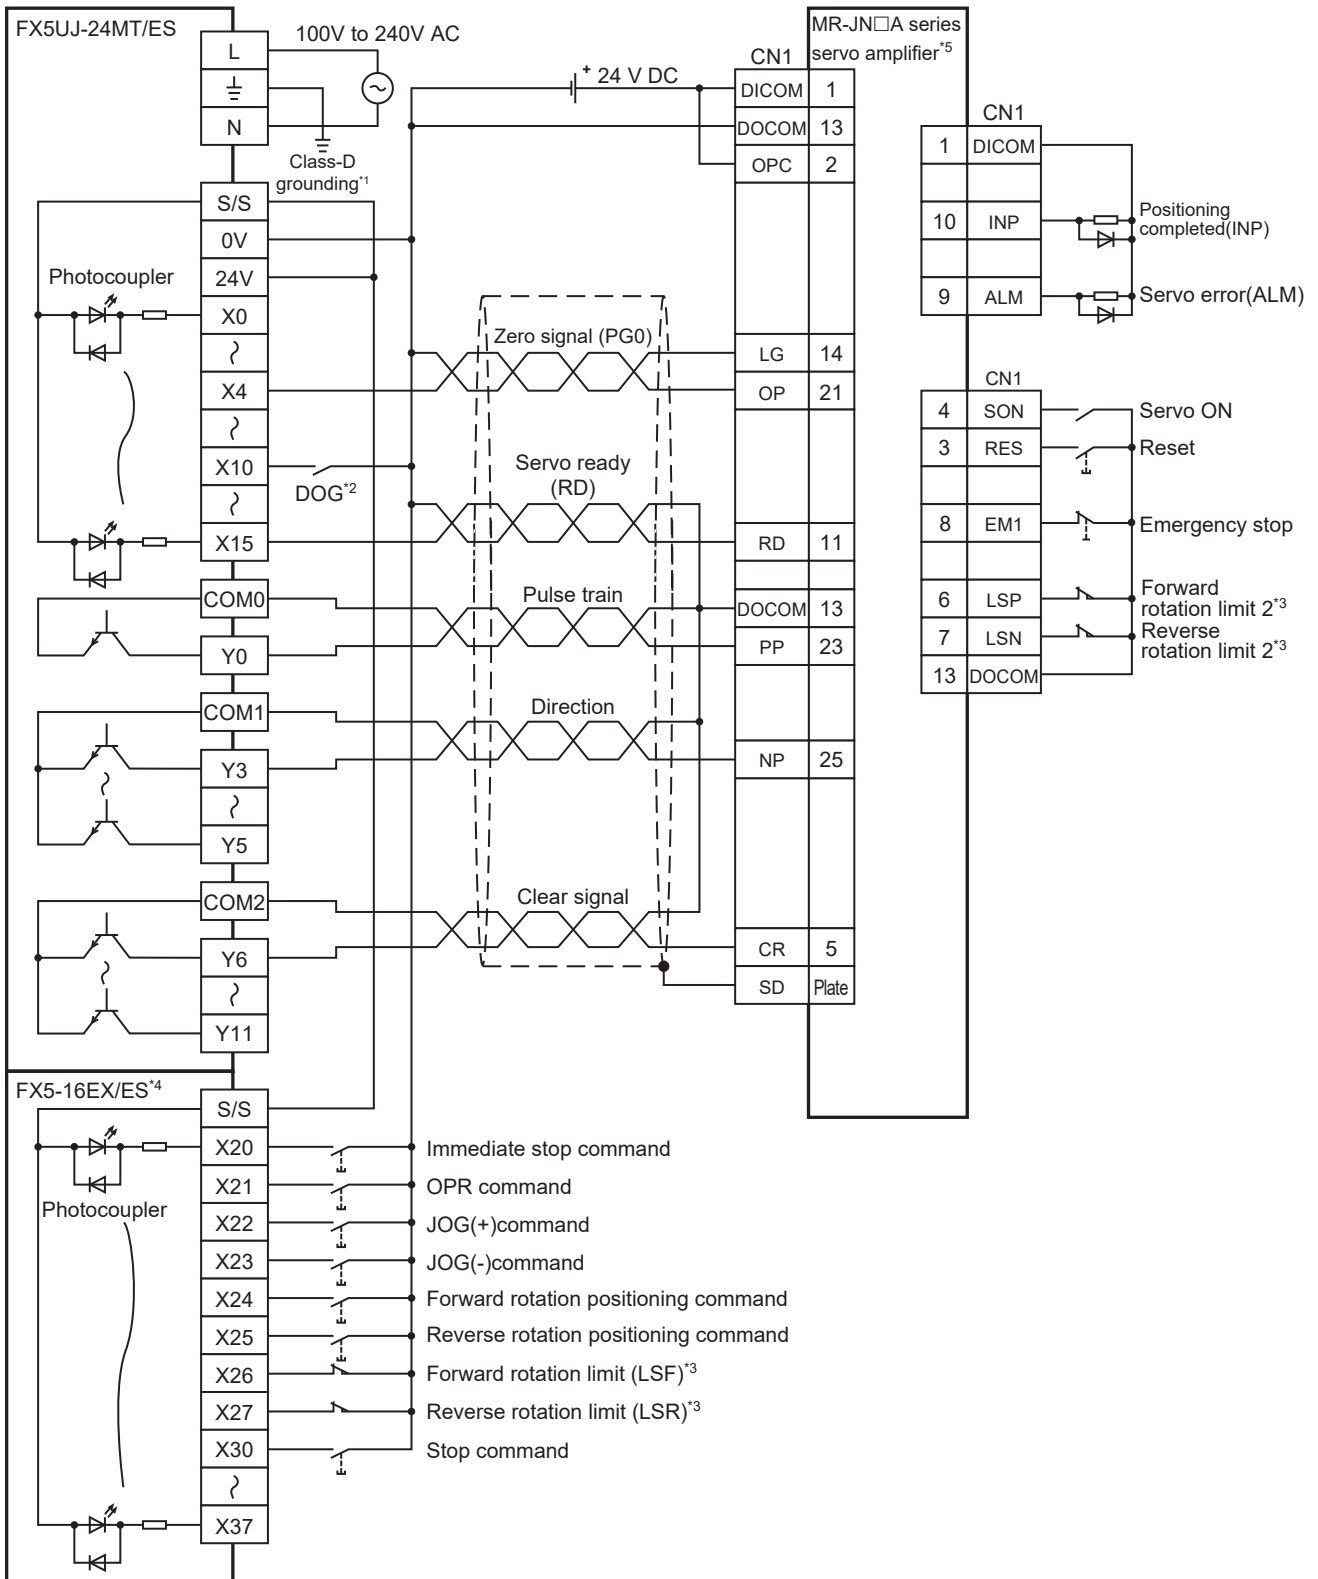 FX5UJ-24MT/ES
L
N
100V to 240V AC
Class-D
grounding*1
S/S
0V
24V
X0
X4
X10
X15
COM0
Y0
COM1
Y3
Y5
COM2
Y6
Y11
Photocoupler
DOG*2
+ 24 V DC
Zero signal (PG0)
Servo ready
(RD)
Pulse train
Direction
Clear signal
MR-JN□A series
servo amplifier*5
CN1
DICOM 1
DOCOM 13
OPC 2
LG 14
OP 21
RD 11
DOCOM 13
PP 23
NP 25
CR 5
SD Plate
CN1
1 DICOM
10 INP
Positioning
completed(INP)
9 ALM
Servo error(ALM)
CN1
4 SON Servo ON
3 RES Reset
8 EM1 Emergency stop
6 LSP
Forward
rotation limit 2*3
7 LSN
Reverse
rotation limit 2*3
13 DOCOM
FX5-16EX/ES*4
Photocoupler
S/S
X20 Immediate stop command
X21 OPR command
X22 JOG(+)command
X23 JOG(-)command
X24 Forward rotation positioning command
X25 Reverse rotation positioning command
X26 Forward rotation limit (LSF)*3
X27 Reverse rotation limit (LSR)*3
X30 Stop command
X37